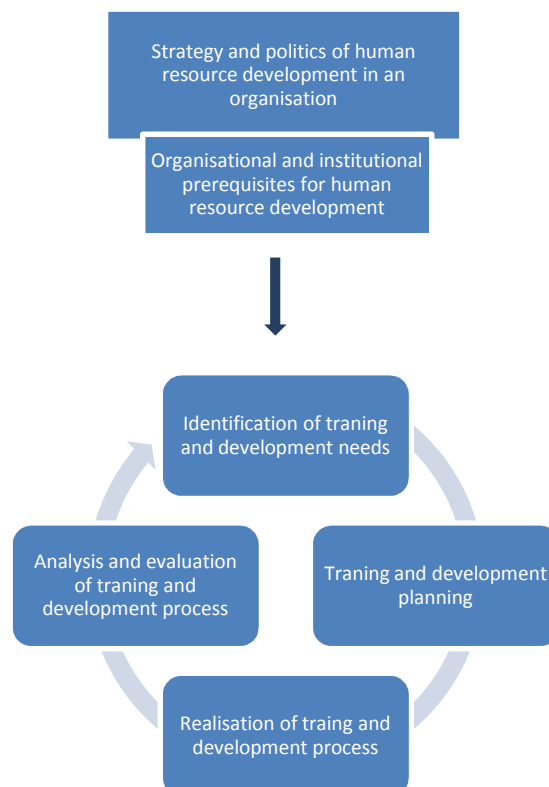 Strategy and politics of human
resource development in an
organisation
Organisational and institutional
prerequisites for human
resource development
Identification of traning
and development needs
Analysis and evaluation
of traning and
development process
Traning and development
planning
Realisation of traing and
development process